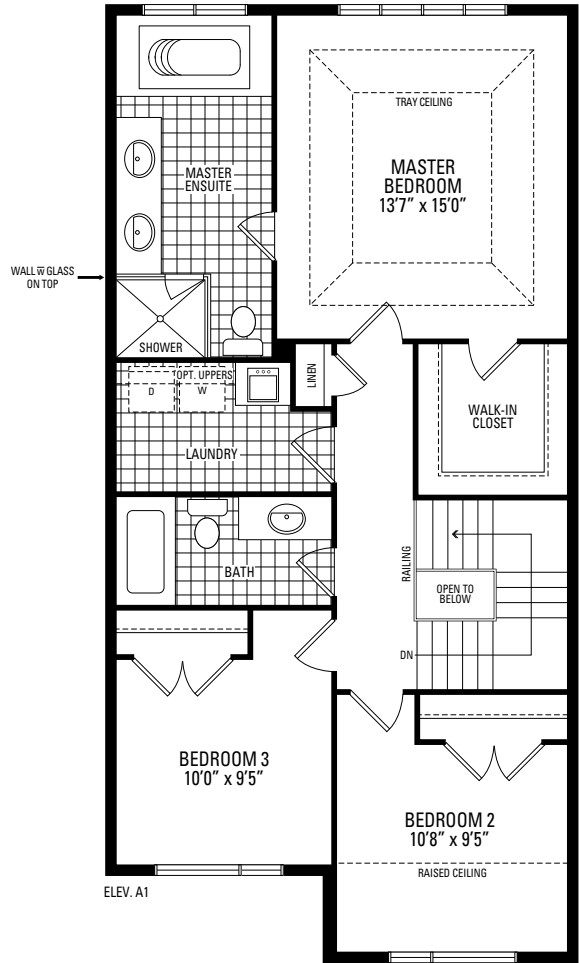 TRAY CEILING
MASTER
BEDROOM
13'7" x 15'0"
MASTER
ENSUITE
WALL w̅ GLASS
ON TOP
SHOWER
OPT. UPPERS
D
W
LINEN
LAUNDRY
WALK-IN
CLOSET
BATH
RAILING
OPEN TO
BELOW
DN
BEDROOM 3
10'0" x 9'5"
BEDROOM 2
10'8" x 9'5"
RAISED CEILING
ELEV. A1